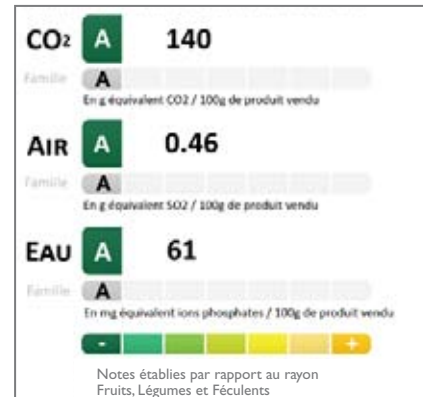 CO2 A 140
Famille A
En g équivalent CO2 / 100g de produit vendu
AIR A 0.46
Famille A
En g équivalent SO2 / 100g de produit vendu
EAU A 61
Famille A
En mg équivalent ions phosphates / 100g de produit vendu
- +
Notes établies par rapport au rayon
Fruits, Légumes et Féculents